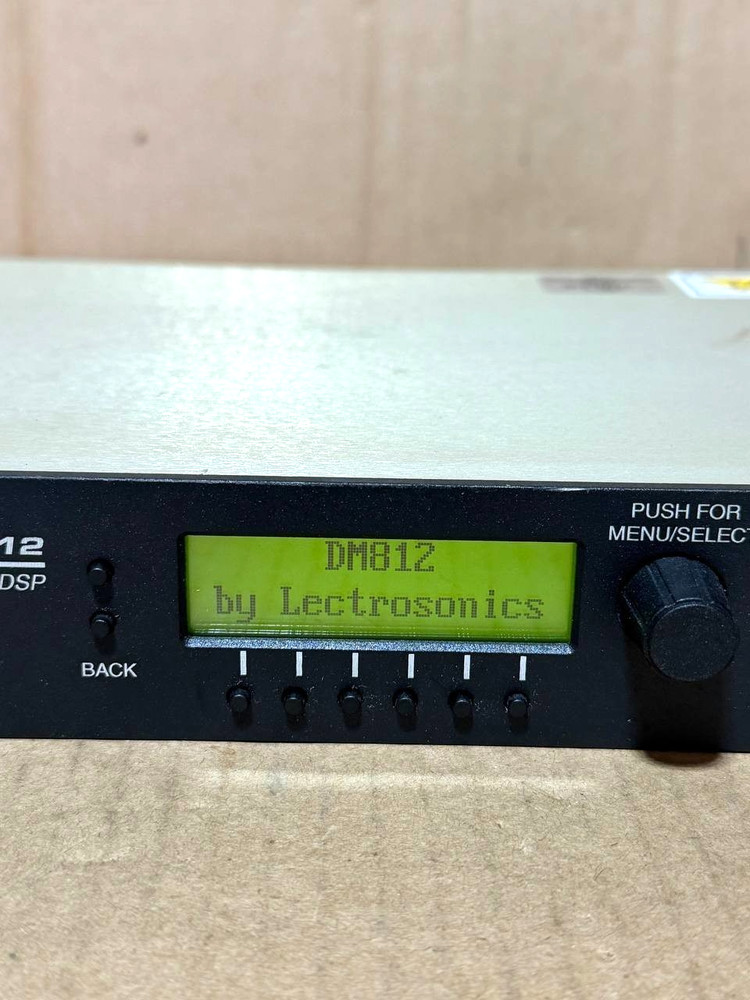 12
DSP
BACK
DM812
by Lectrosonics
PUSH FOR
MENU/SELECT